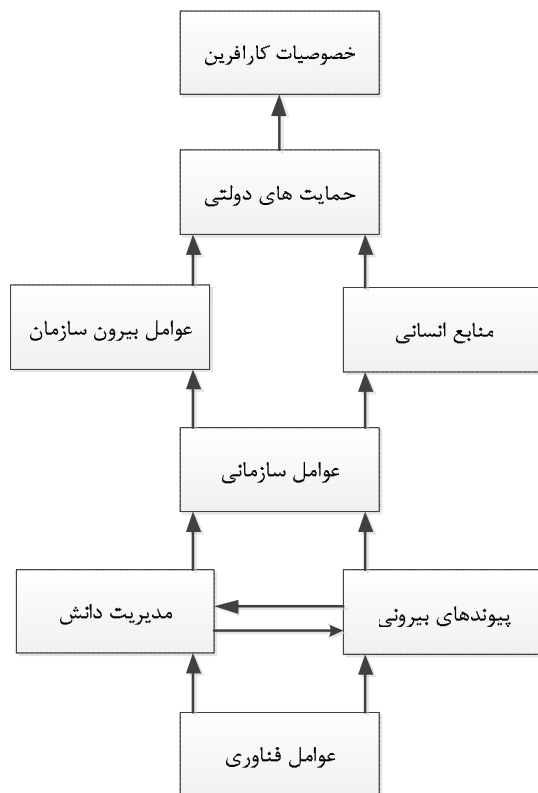 خصوصیات کارافرین
حمایت های دولتی
عوامل بیرون سازمان
منابع انسانی
عوامل سازمانی
مدیریت دانش
پیوندهای بیرونی
عوامل فناوری